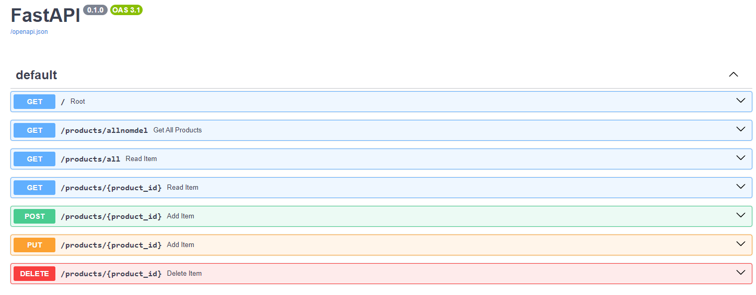 FastAPI 0.1.0 OAS 3.1
/openapi.json
default
GET / Root
GET /products/allnomdel Get All Products
GET /products/all Read Item
GET /products/{product_id} Read Item
POST /products/{product_id} Add Item
PUT /products/{product_id} Add Item
DELETE /products/{product_id} Delete Item